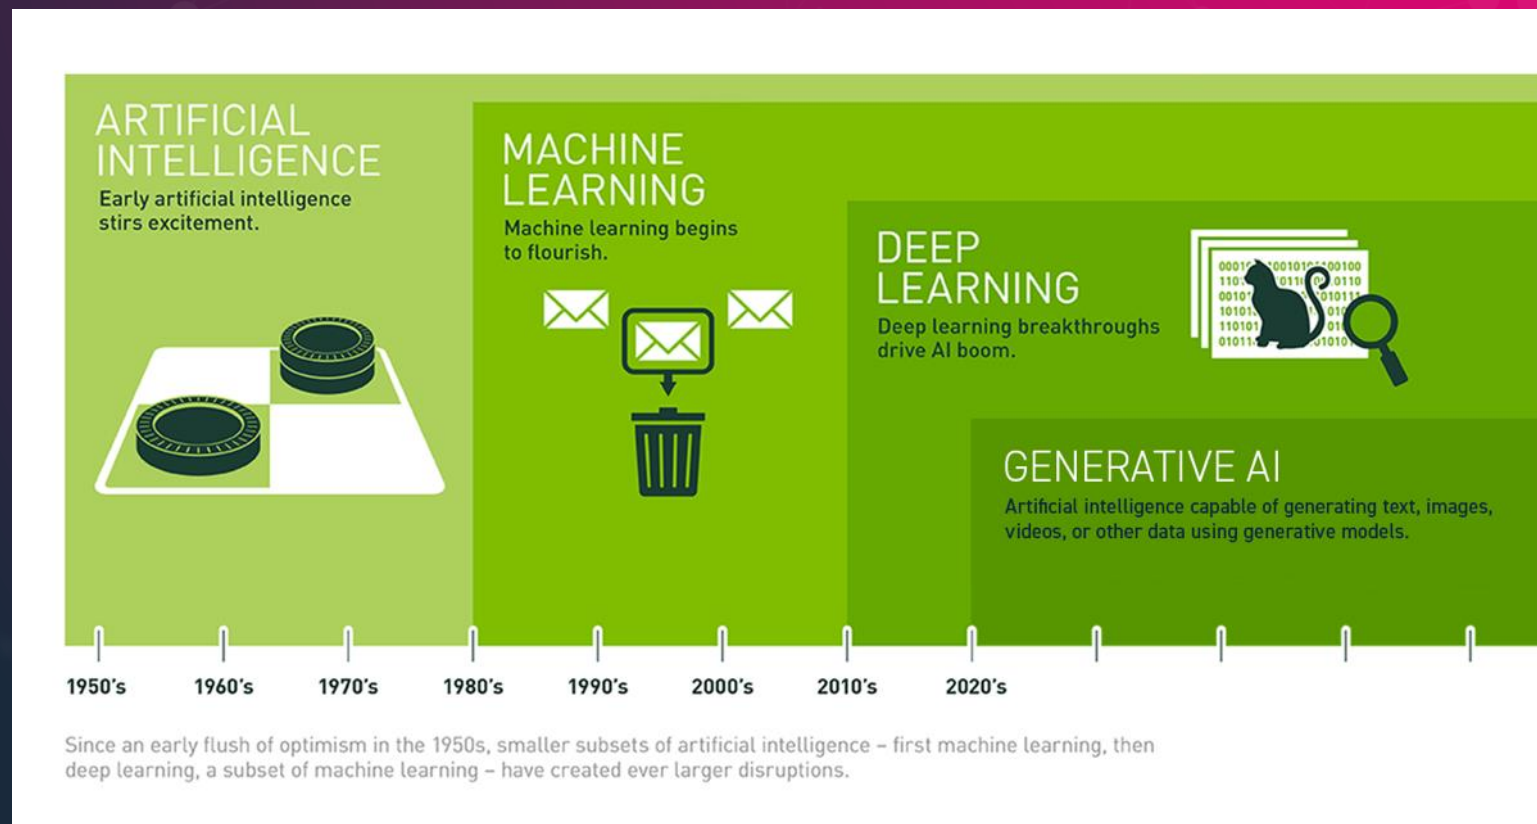 ARTIFICIAL
INTELLIGENCE
Early artificial intelligence
stirs excitement.
MACHINE
LEARNING
Machine learning begins
to flourish.
DEEP
LEARNING
Deep learning breakthroughs
drive AI boom.
GENERATIVE AI
Artificial intelligence capable of generating text, images,
videos, or other data using generative models.
1950's 1960's 1970's 1980's 1990's 2000's 2010's 2020's
Since an early flush of optimism in the 1950s, smaller subsets of artificial intelligence – first machine learning, then
deep learning, a subset of machine learning – have created ever larger disruptions.